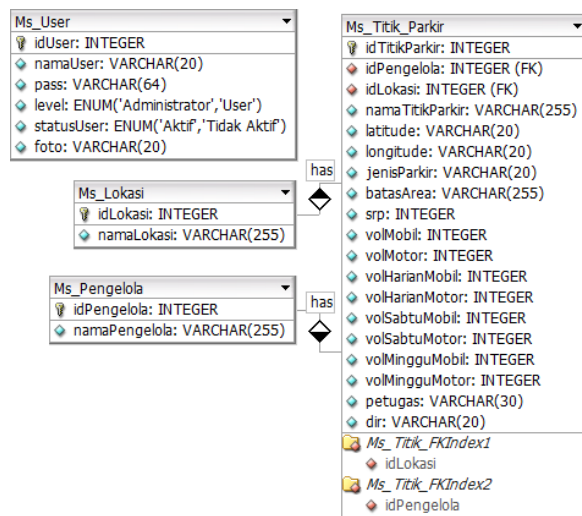 Ms_User
idUser: INTEGER
namaUser: VARCHAR(20)
pass: VARCHAR(64)
level: ENUM('Administrator','User')
statusUser: ENUM('Aktif','Tidak Aktif')
foto: VARCHAR(20)
has
Ms_Lokasi
idLokasi: INTEGER
namaLokasi: VARCHAR(255)
has
Ms_Pengelola
idPengelola: INTEGER
namaPengelola: VARCHAR(255)
Ms_Titik_Parkir
idTitikParkir: INTEGER
idPengelola: INTEGER (FK)
idLokasi: INTEGER (FK)
namaTitikParkir: VARCHAR(255)
latitude: VARCHAR(20)
longitude: VARCHAR(20)
jenisParkir: VARCHAR(20)
batasArea: VARCHAR(255)
srp: INTEGER
volMobil: INTEGER
volMotor: INTEGER
volHarianMobil: INTEGER
volHarianMotor: INTEGER
volSabtuMobil: INTEGER
volSabtuMotor: INTEGER
volMingguMobil: INTEGER
volMingguMotor: INTEGER
petugas: VARCHAR(30)
dir: VARCHAR(20)
Ms_Titik_FKIndex1
idLokasi
Ms_Titik_FKIndex2
idPengelola